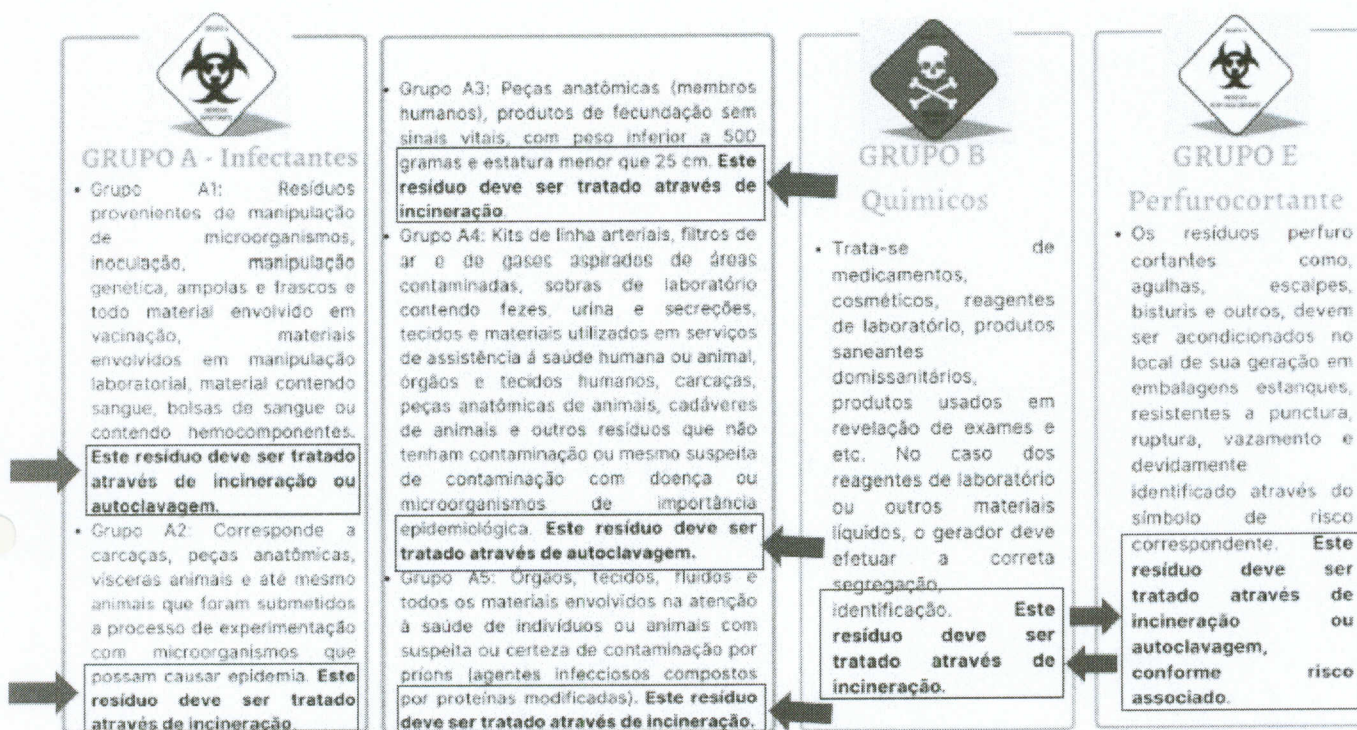 GRUPO A - Infectantes
• Grupo A1: Resíduos
provenientes de manipulação
de microorganismos,
inoculação, manipulação
genética, ampolas e frascos e
todo material envolvido em
vacinação, materiais
envolvidos em manipulação
laboratorial, material contendo
sangue, bolsas de sangue ou
contendo hemocomponentes.
Este resíduo deve ser tratado
através de incineração ou
autoclavagem.
• Grupo A2: Corresponde a
carcaças, peças anatômicas,
vísceras animais e até mesmo
animais que foram submetidos
a processo de experimentação
com microorganismos que
possam causar epidemia. Este
resíduo deve ser tratado
através de incineração.
• Grupo A3: Peças anatômicas (membros
humanos), produtos de fecundação sem
sinais vitais, com peso inferior a 500
gramas e estatura menor que 25 cm. Este
resíduo deve ser tratado através de
incineração.
• Grupo A4: Kits de linha arteriais, filtros de
ar e de gases aspirados de áreas
contaminadas, sobras de laboratório
contendo fezes, urina e secreções,
tecidos e materiais utilizados em serviços
de assistência á saúde humana ou animal,
órgãos e tecidos humanos, carcaças,
peças anatômicas de animais, cadáveres
de animais e outros resíduos que não
tenham contaminação ou mesmo suspeita
de contaminação com doença ou
microorganismos de importância
epidemiológica. Este resíduo deve ser
tratado através de autoclavagem.
• Grupo A5: Órgãos, tecidos, fluidos e
todos os materiais envolvidos na atenção
à saúde de indivíduos ou animais com
suspeita ou certeza de contaminação por
príons (agentes infecciosos compostos
por proteínas modificadas). Este resíduo
deve ser tratado através de incineração.
GRUPO B
Químicos
• Trata-se de
medicamentos,
cosméticos, reagentes
de laboratório, produtos
saneantes
domissanitários,
produtos usados em
revelação de exames e
etc. No caso dos
reagentes de laboratório
ou outros materiais
líquidos, o gerador deve
efetuar a correta
segregação,
identificação. Este
resíduo deve ser
tratado através de
incineração.
GRUPO E
Perfurocortante
• Os resíduos perfuro
cortantes como,
agulhas, escalpes,
bisturis e outros, devem
ser acondicionados no
local de sua geração em
embalagens estanques,
resistentes a punctura,
ruptura, vazamento e
devidamente
identificado através do
símbolo de risco
correspondente. Este
resíduo deve ser
tratado através de
incineração ou
autoclavagem,
conforme risco
associado.